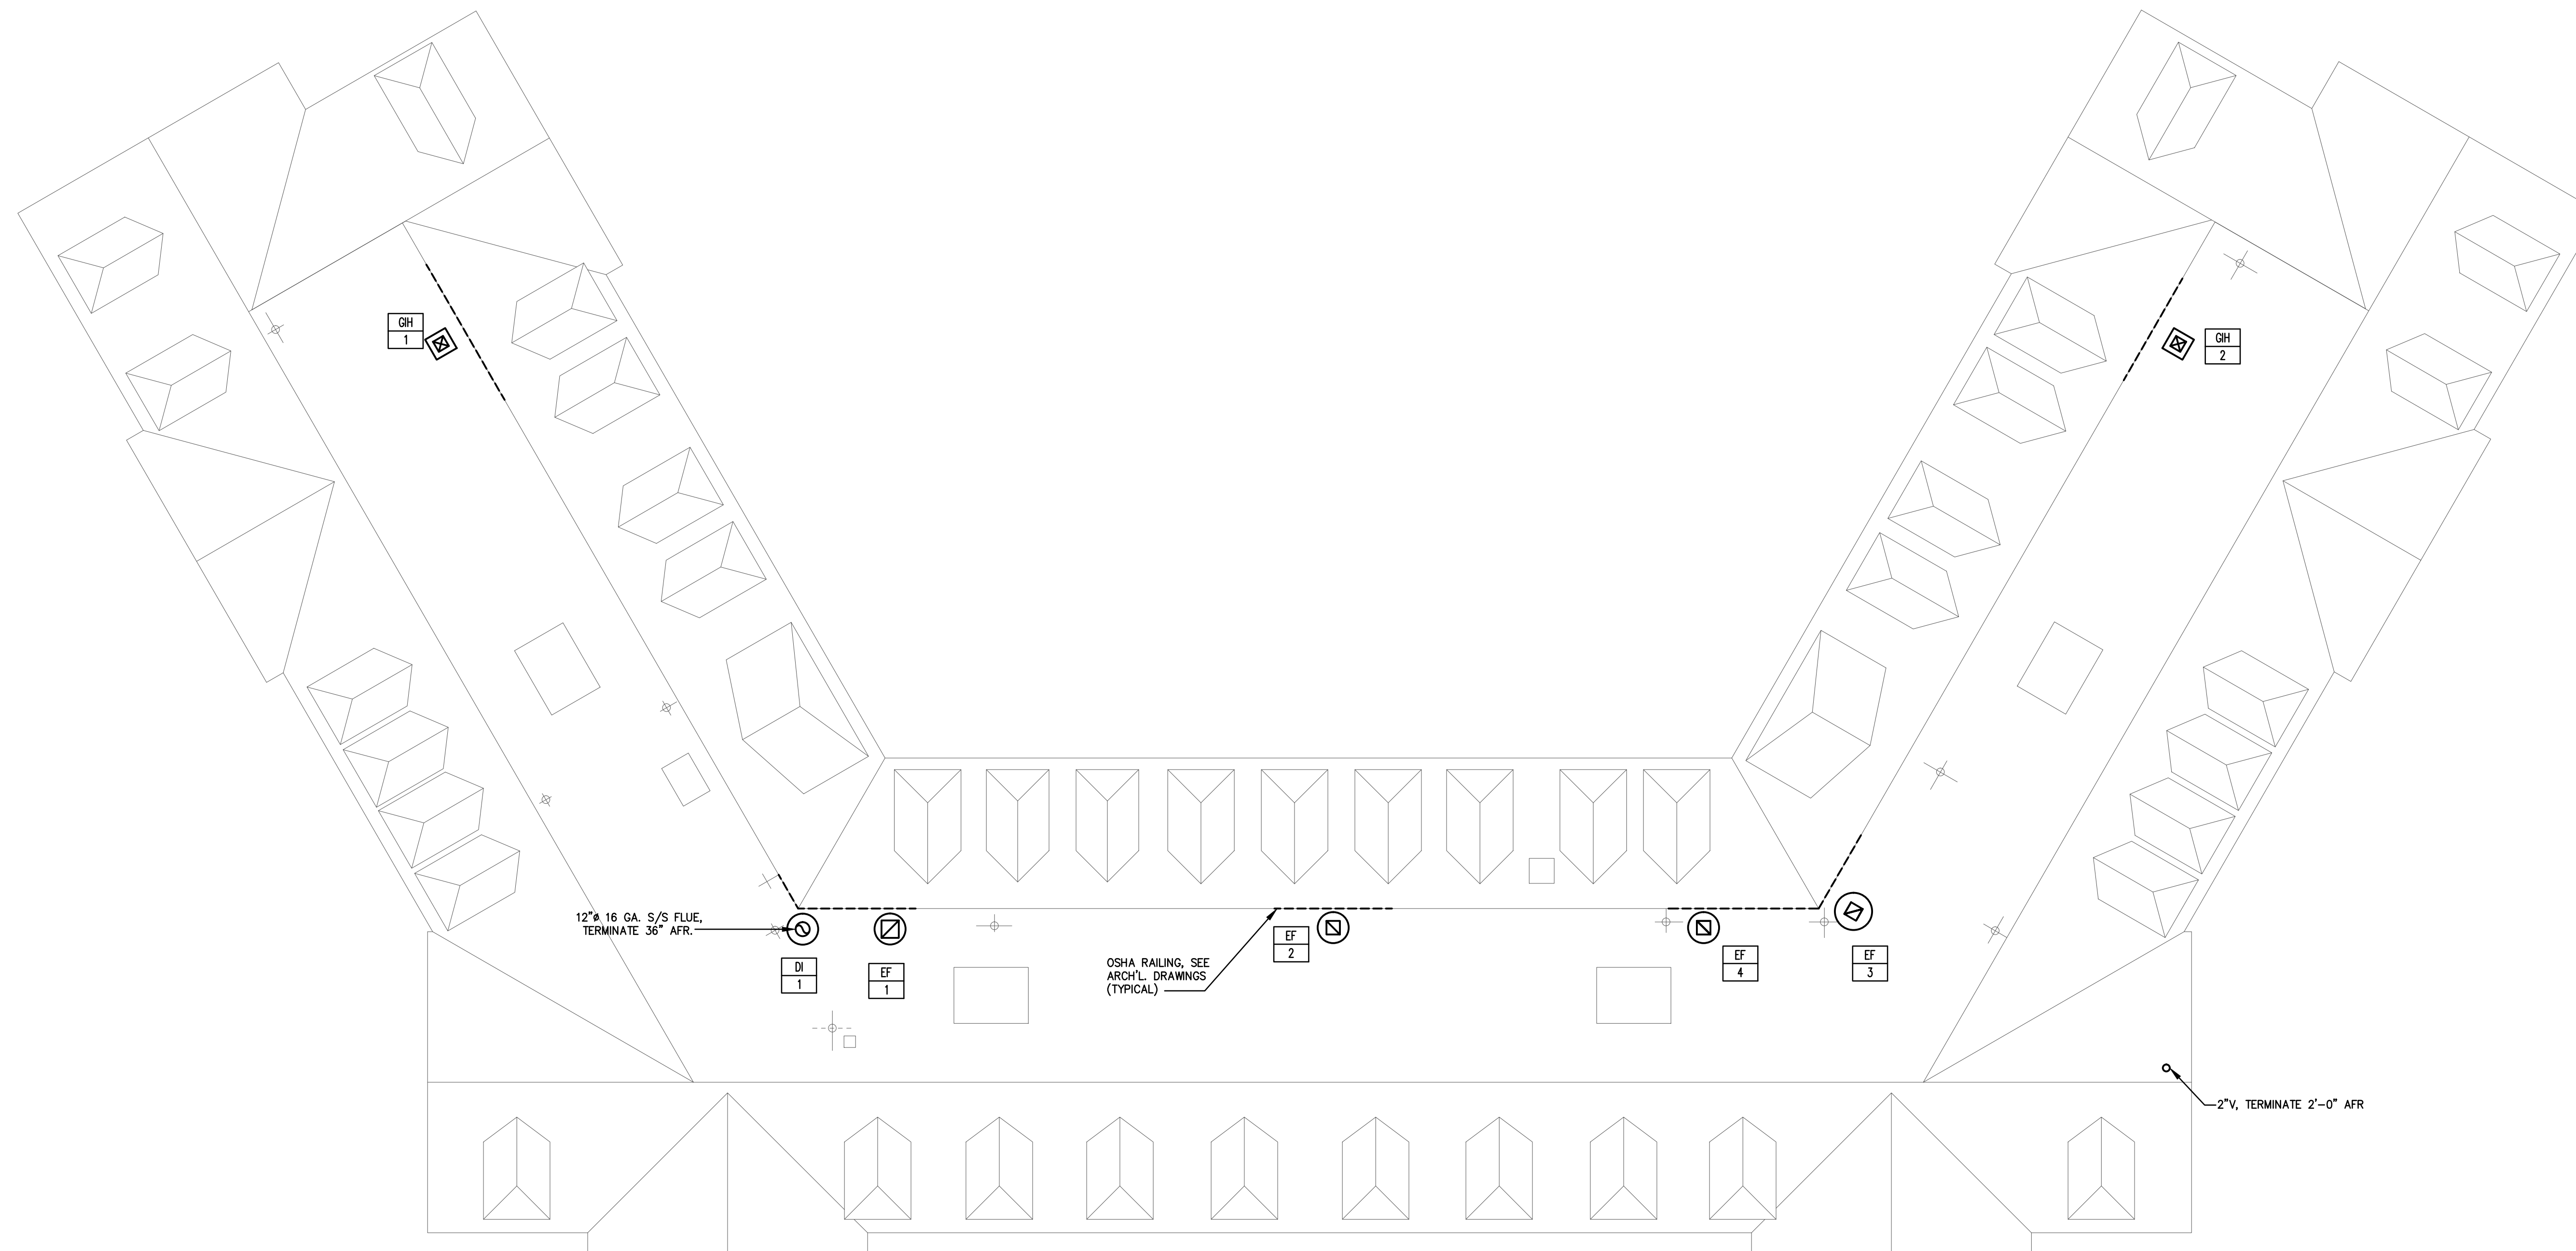 GIH
1
GIH
2
12"ø 16 GA. S/S FLUE,
TERMINATE 36" AFR.
DI
1
EF
1
OSHA RAILING, SEE
ARCH'L. DRAWINGS
(TYPICAL)
EF
2
EF
4
EF
3
2"V, TERMINATE 2'-0" AFR